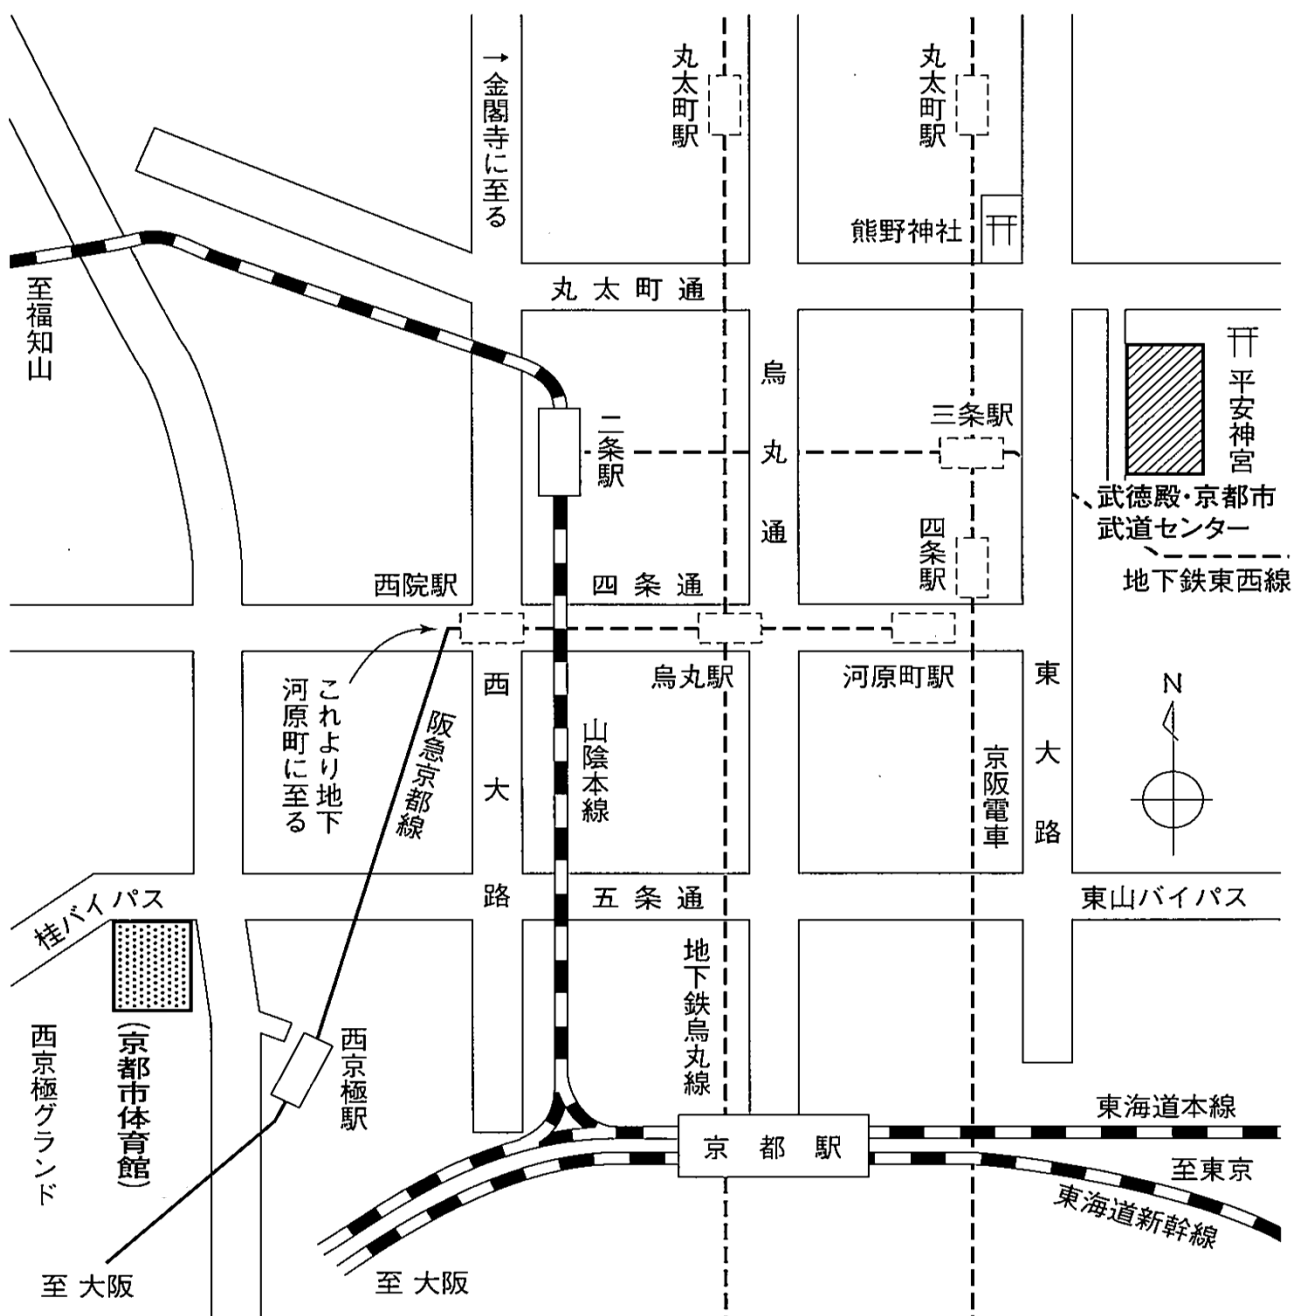 →金閣寺に至る
丸太町駅
丸太町駅
熊野神社
至福知山
丸太町通
烏丸通
平安神宮
三条駅
二条駅
武徳殿・京都市
武道センター
四条駅
地下鉄東西線
西院駅
四条通
烏丸駅
河原町駅
東大路
西大路
これより地下
河原町に至る
阪急京都線
山陰本線
京阪電車
N
桂バイパス
五条通
東山バイパス
地下鉄烏丸線
西京極グランド
(京都市体育館)
西京極駅
京都駅
東海道本線
至東京
東海道新幹線
至 大阪
至 大阪